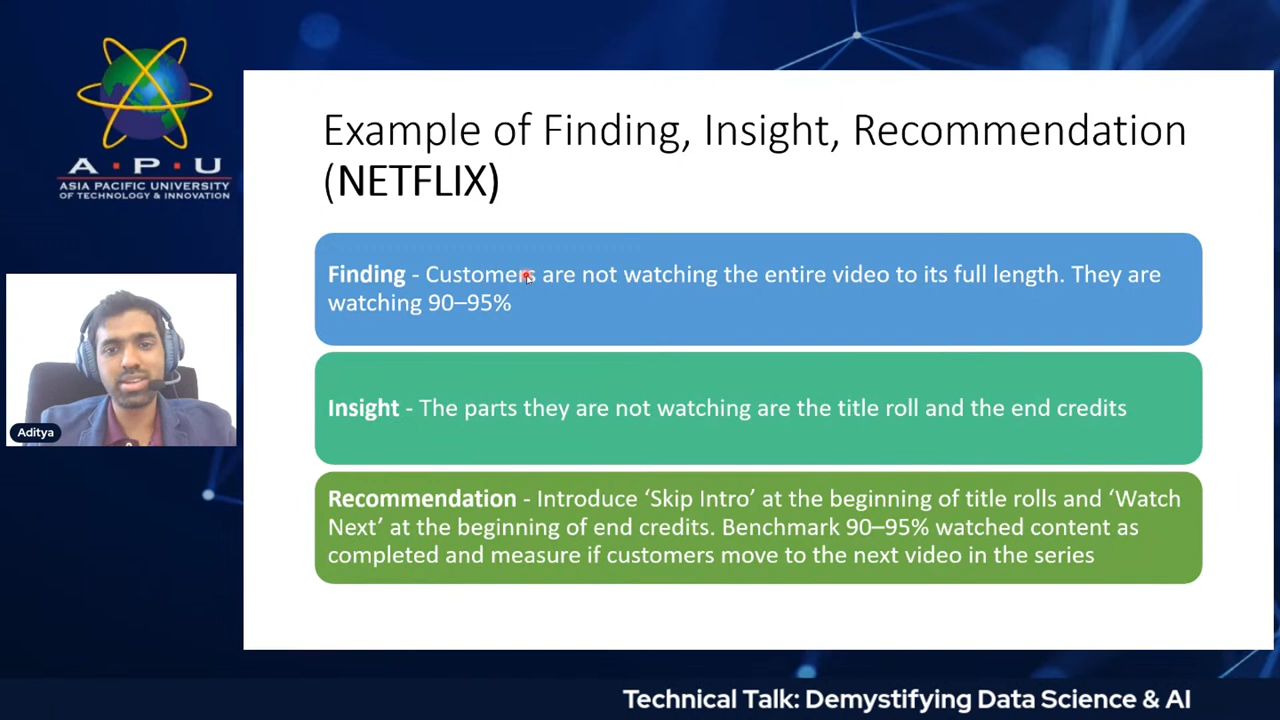 A • P • U
ASIA PACIFIC UNIVERSITY
OF TECHNOLOGY & INNOVATION
Example of Finding, Insight, Recommendation
(NETFLIX)
Finding - Customers are not watching the entire video to its full length. They are
watching 90–95%
Insight - The parts they are not watching are the title roll and the end credits
Recommendation - Introduce ‘Skip Intro’ at the beginning of title rolls and ‘Watch
Next’ at the beginning of end credits. Benchmark 90–95% watched content as
completed and measure if customers move to the next video in the series
Aditya
Technical Talk: Demystifying Data Science & AI